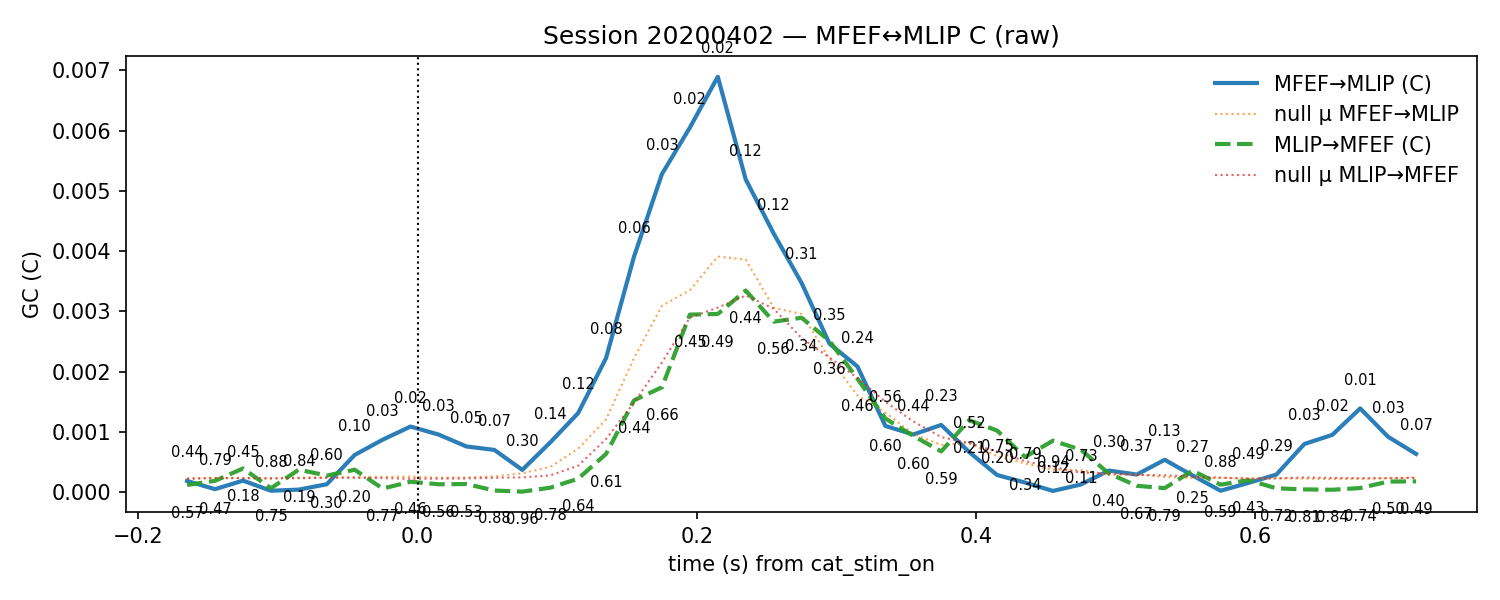 Session 20200402 — MFEF↔MLIP C (raw)
GC (C)
0.007
0.006
0.005
0.004
0.003
0.002
0.001
0.000
MFEF→MLIP (C)
null μ MFEF→MLIP
MLIP→MFEF (C)
null μ MLIP→MFEF
0.44 0.79 0.45 0.88 0.84 0.60 0.10 0.03 0.02 0.03 0.05 0.07 0.30 0.14 0.12 0.08 0.06 0.03 0.02 0.02 0.12 0.12 0.31 0.35 0.24 0.56 0.44 0.23 0.52 0.75 0.79 0.94 0.73 0.30 0.37 0.13 0.27 0.88 0.49 0.29 0.03 0.02 0.01 0.03 0.07
0.57 0.47 0.18 0.75 0.19 0.30 0.20 0.77 0.46 0.56 0.53 0.88 0.96 0.78 0.64 0.61 0.44 0.66 0.45 0.49 0.44 0.56 0.34 0.36 0.46 0.60 0.60 0.59 0.21 0.20 0.34 0.12 0.11 0.40 0.67 0.79 0.25 0.59 0.43 0.72 0.81 0.84 0.74 0.50 0.49
−0.2 0.0 0.2 0.4 0.6
time (s) from cat_stim_on